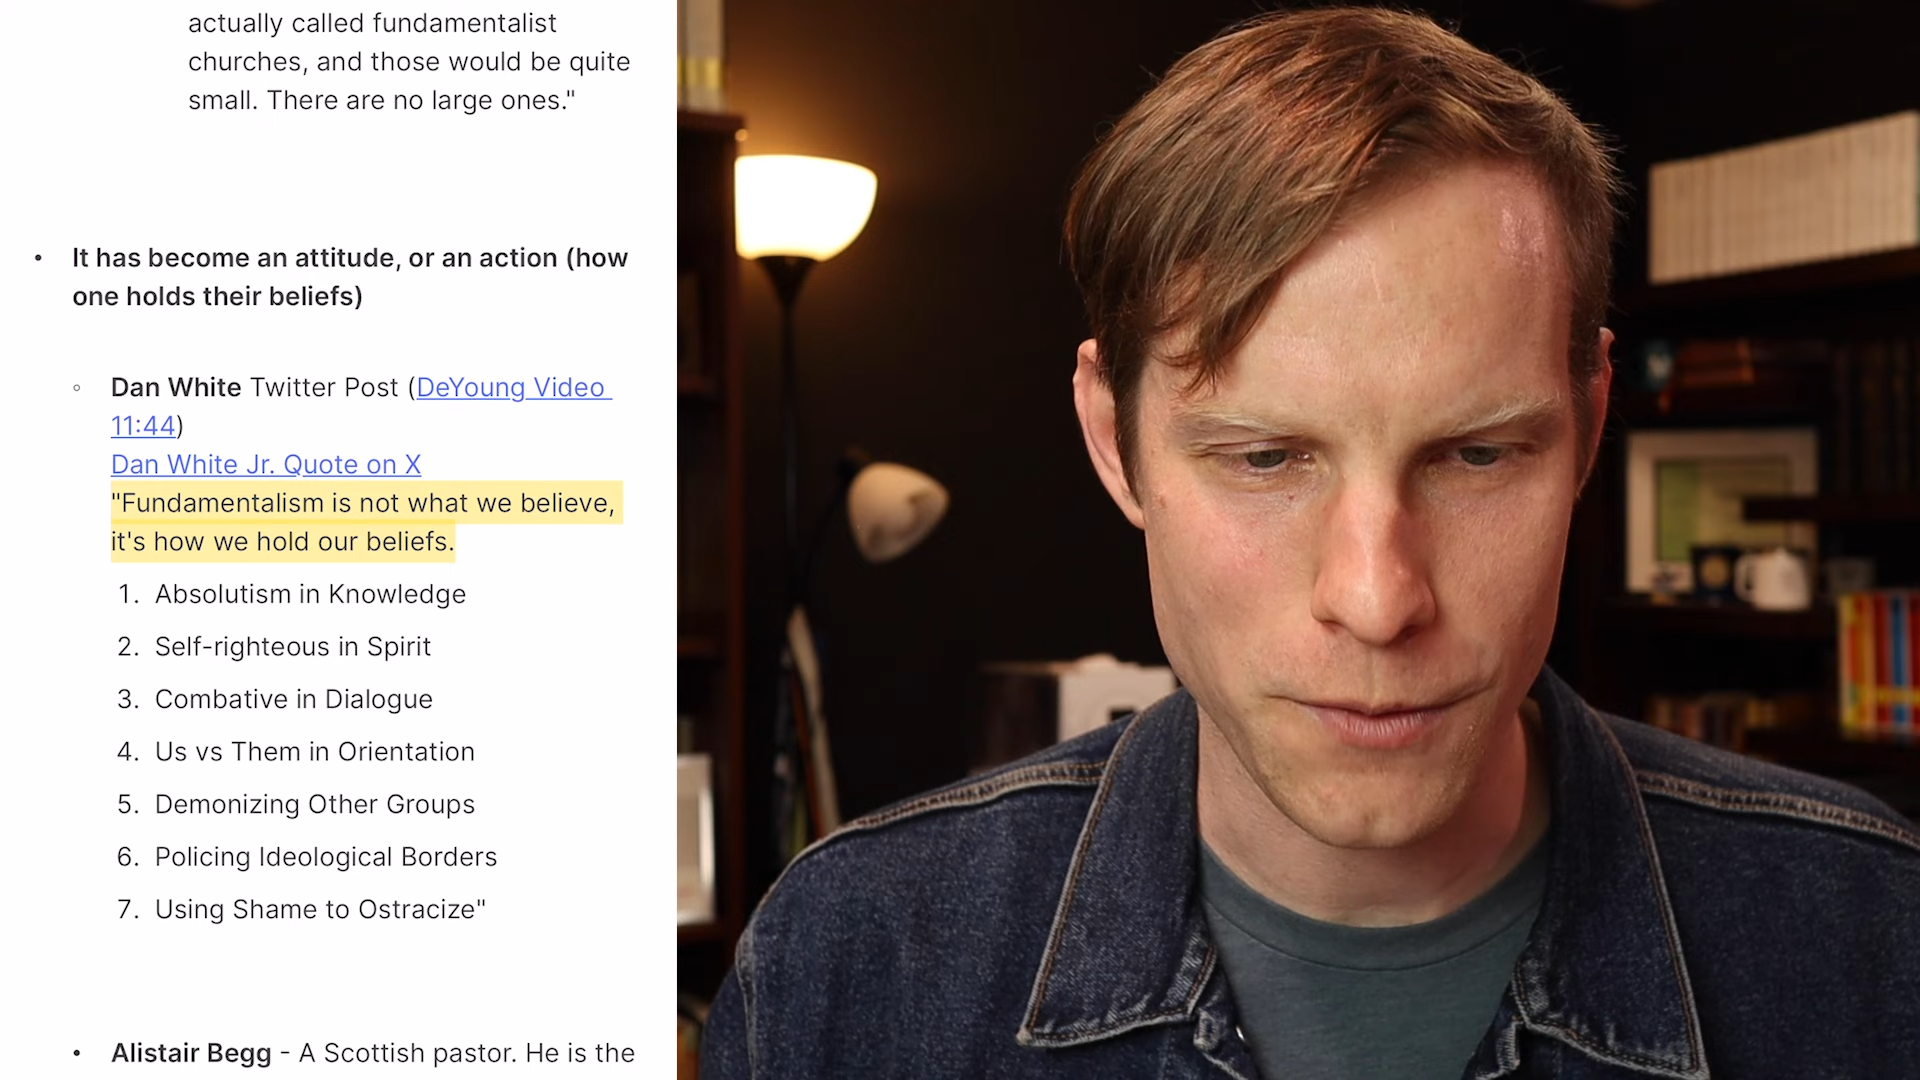 actually called fundamentalist
churches, and those would be quite
small. There are no large ones."
• It has become an attitude, or an action (how
one holds their beliefs)
◦ Dan White Twitter Post (DeYoung Video
11:44)
Dan White Jr. Quote on X
"Fundamentalism is not what we believe,
it's how we hold our beliefs.
1. Absolutism in Knowledge
2. Self-righteous in Spirit
3. Combative in Dialogue
4. Us vs Them in Orientation
5. Demonizing Other Groups
6. Policing Ideological Borders
7. Using Shame to Ostracize"
• Alistair Begg - A Scottish pastor. He is the